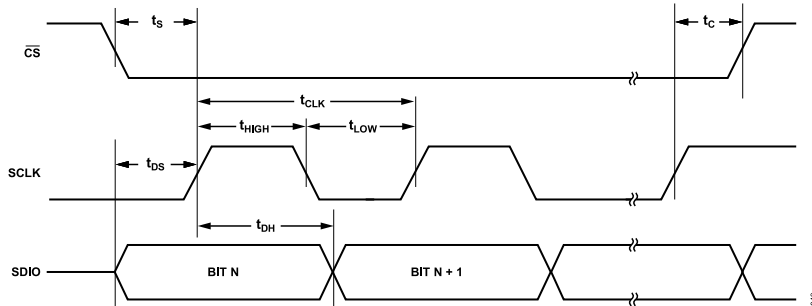 tS
tC
CS
tCLK
tHIGH
tLOW
tDS
SCLK
tDH
SDIO
BIT N
BIT N + 1